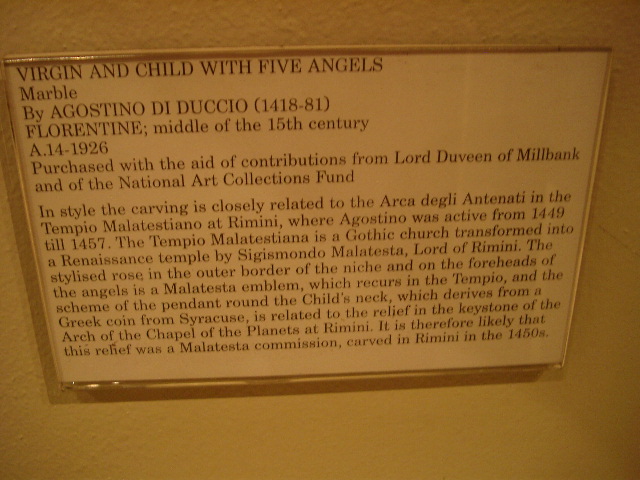 VIRGIN AND CHILD WITH FIVE ANGELS
Marble
By AGOSTINO DI DUCCIO (1418-81)
FLORENTINE; middle of the 15th century
A.14-1926
Purchased with the aid of contributions from Lord Duveen of Millbank
and of the National Art Collections Fund
In style the carving is closely related to the Arca degli Antenati in the
Tempio Malatestiano at Rimini, where Agostino was active from 1449
till 1457. The Tempio Malatestiana is a Gothic church transformed into
a Renaissance temple by Sigismondo Malatesta, Lord of Rimini. The
stylised rose in the outer border of the niche and on the foreheads of
the angels is a Malatesta emblem, which recurs in the Tempio, and the
scheme of the pendant round the Child's neck, which derives from a
Greek coin from Syracuse, is related to the relief in the keystone of the
Arch of the Chapel of the Planets at Rimini. It is therefore likely that
this relief was a Malatesta commission, carved in Rimini in the 1450s.